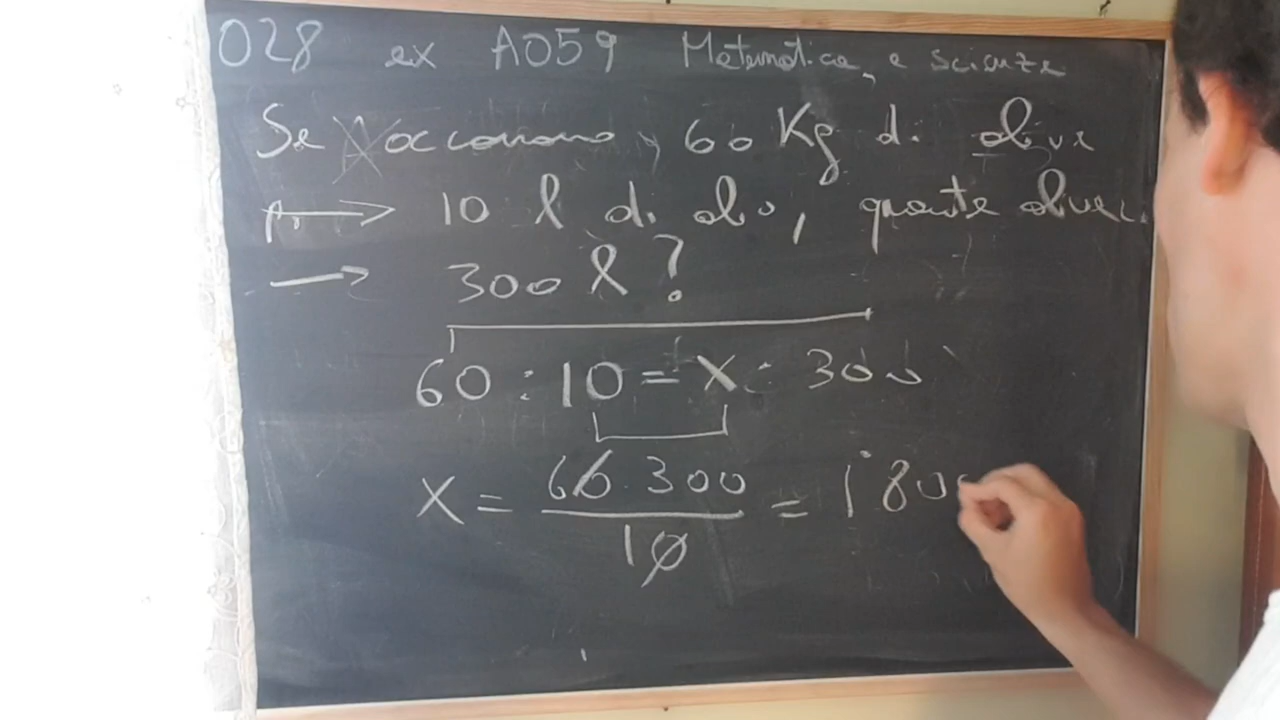 028 ex A059 Matematica e scienze
Se occorrono 60 Kg di olive
→ 10 l di olio, quante olive
→ 300 l ?
60 : 10 = x : 300
x = 60 · 300 / 10 = 1800